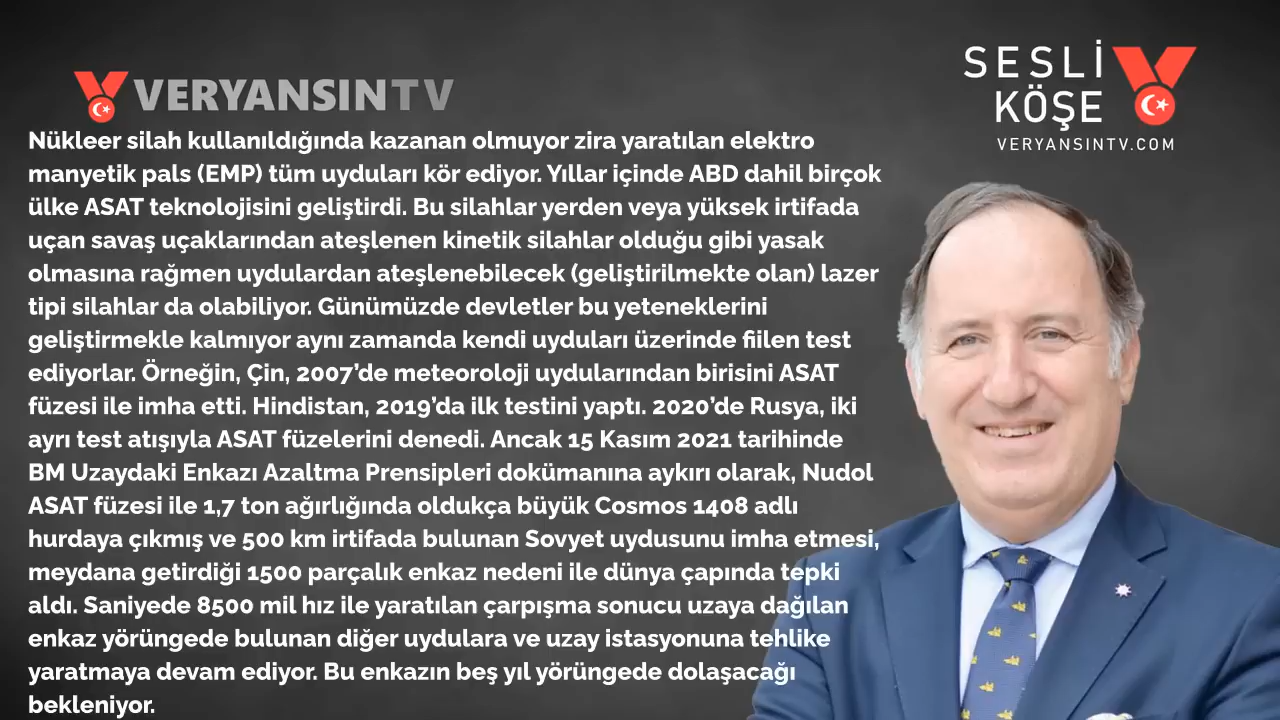 SESLİ
KÖŞE
VERYANSINTV.COM
VERYANSINTV
Nükleer silah kullanıldığında kazanan olmuyor zira yaratılan elektro
manyetik pals (EMP) tüm uyduları kör ediyor. Yıllar içinde ABD dahil birçok
ülke ASAT teknolojisini geliştirdi. Bu silahlar yerden veya yüksek irtifada
uçan savaş uçaklarından ateşlenen kinetik silahlar olduğu gibi yasak
olmasına rağmen uydulardan ateşlenebilecek (geliştirilmekte olan) lazer
tipi silahlar da olabiliyor. Günümüzde devletler bu yeteneklerini
geliştirmekle kalmıyor aynı zamanda kendi uyduları üzerinde fiilen test
ediyorlar. Örneğin, Çin, 2007’de meteoroloji uydularından birisini ASAT
füzesi ile imha etti. Hindistan, 2019’da ilk testini yaptı. 2020’de Rusya, iki
ayrı test atışıyla ASAT füzelerini denedi. Ancak 15 Kasım 2021 tarihinde
BM Uzaydaki Enkazı Azaltma Prensipleri dokümanına aykırı olarak, Nudol
ASAT füzesi ile 1,7 ton ağırlığında oldukça büyük Cosmos 1408 adlı
hurdaya çıkmış ve 500 km irtifada bulunan Sovyet uydusunu imha etmesi,
meydana getirdiği 1500 parçalık enkaz nedeni ile dünya çapında tepki
aldı. Saniyede 8500 mil hız ile yaratılan çarpışma sonucu uzaya dağılan
enkaz yörüngede bulunan diğer uydulara ve uzay istasyonuna tehlike
yaratmaya devam ediyor. Bu enkazın beş yıl yörüngede dolaşacağı
bekleniyor.